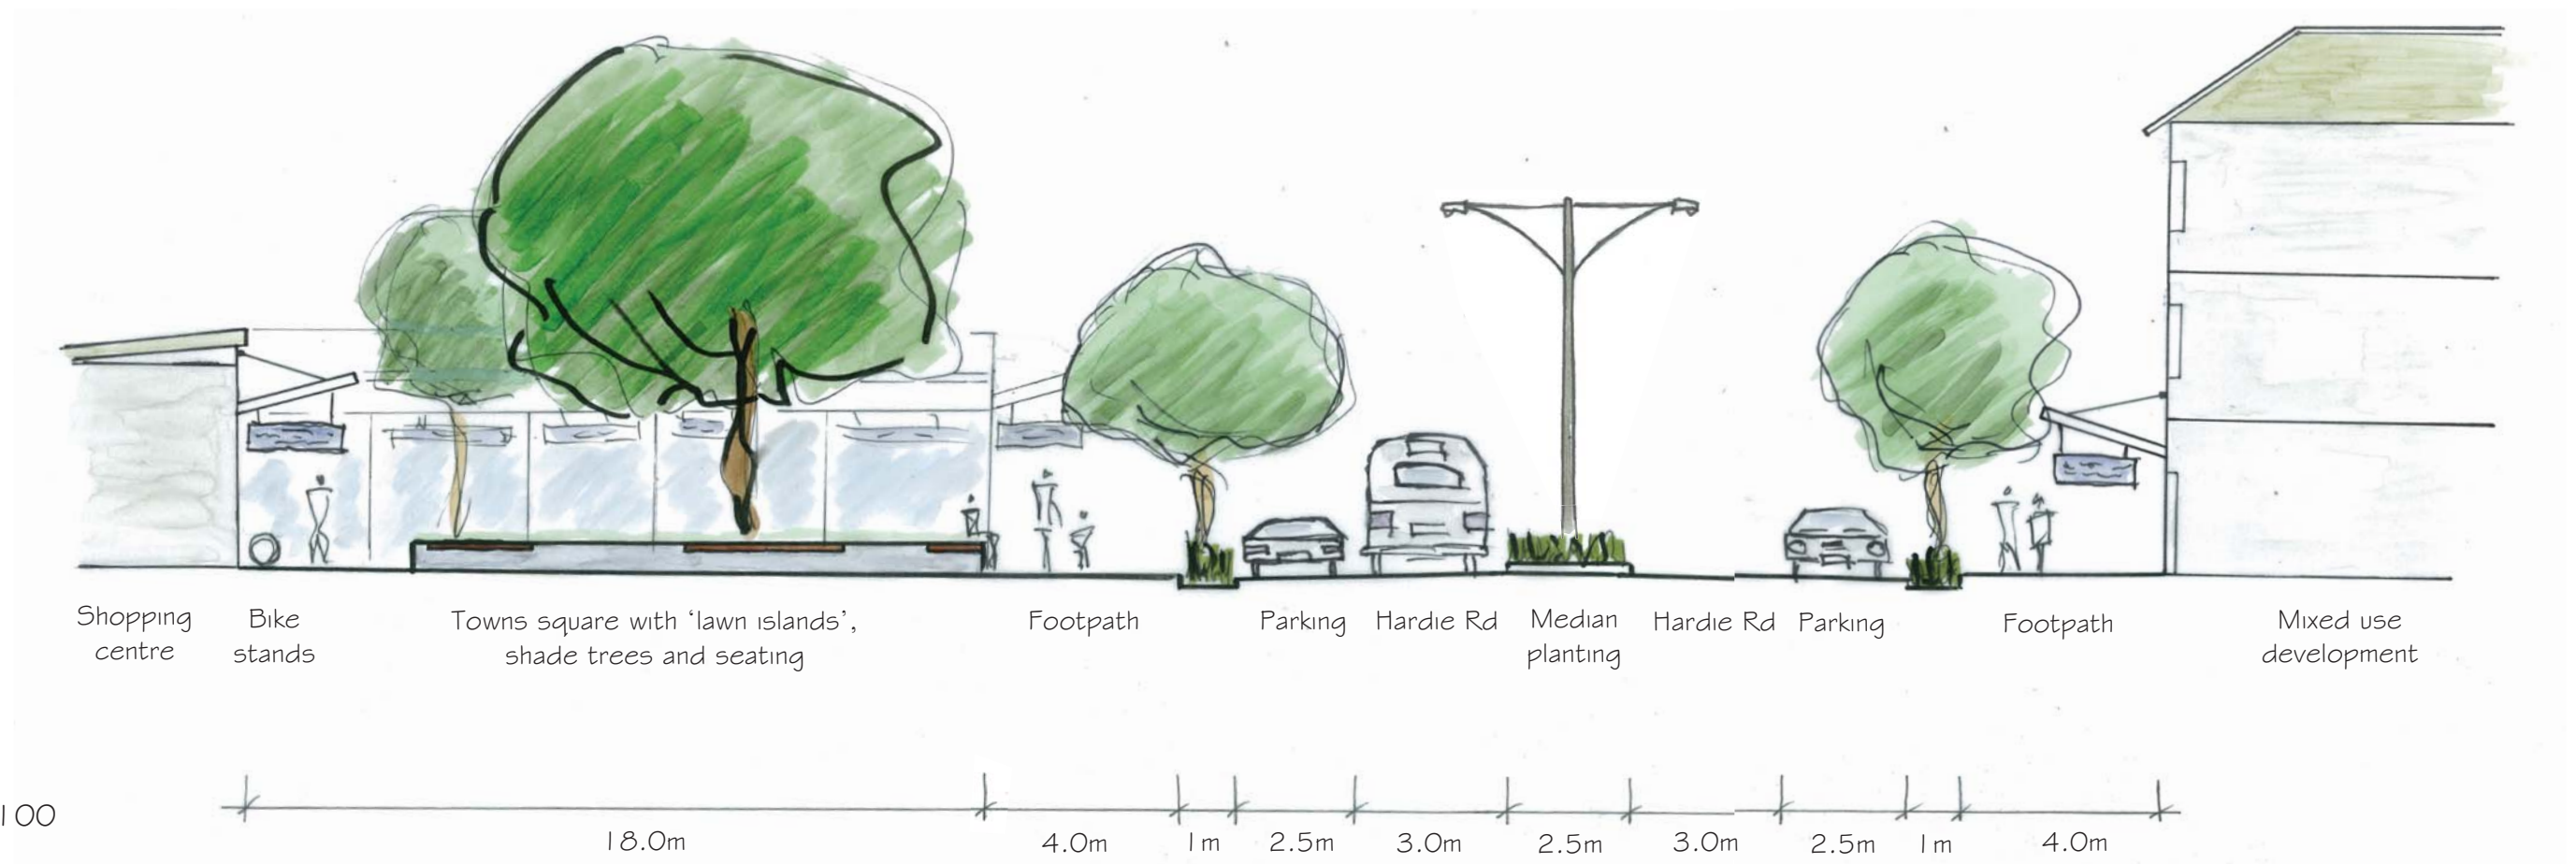 Shopping centre
Bike stands
Towns square with ‘lawn islands’,
shade trees and seating
Footpath
Parking
Hardie Rd
Median planting
Hardie Rd
Parking
Footpath
Mixed use development
100
18.0m
4.0m
1m
2.5m
3.0m
2.5m
3.0m
2.5m
1m
4.0m